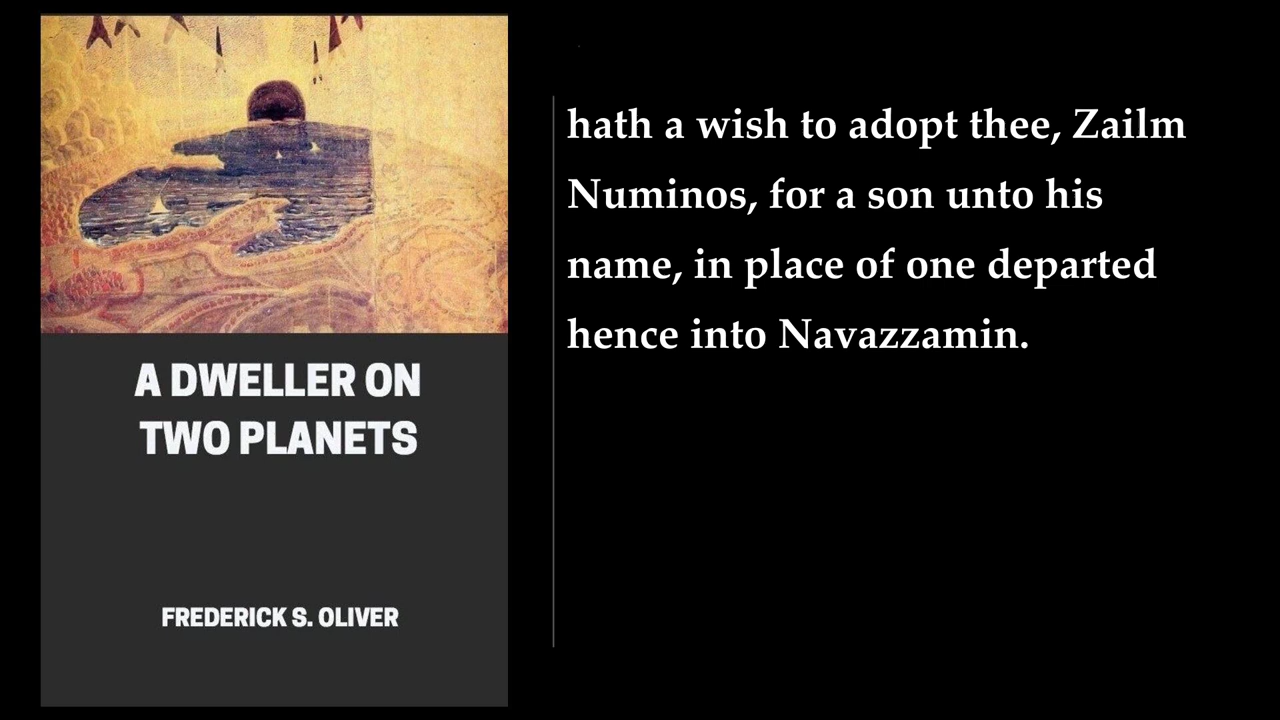 A DWELLER ON
TWO PLANETS
FREDERICK S. OLIVER
hath a wish to adopt thee, Zailm
Numinos, for a son unto his
name, in place of one departed
hence into Navazzamin.